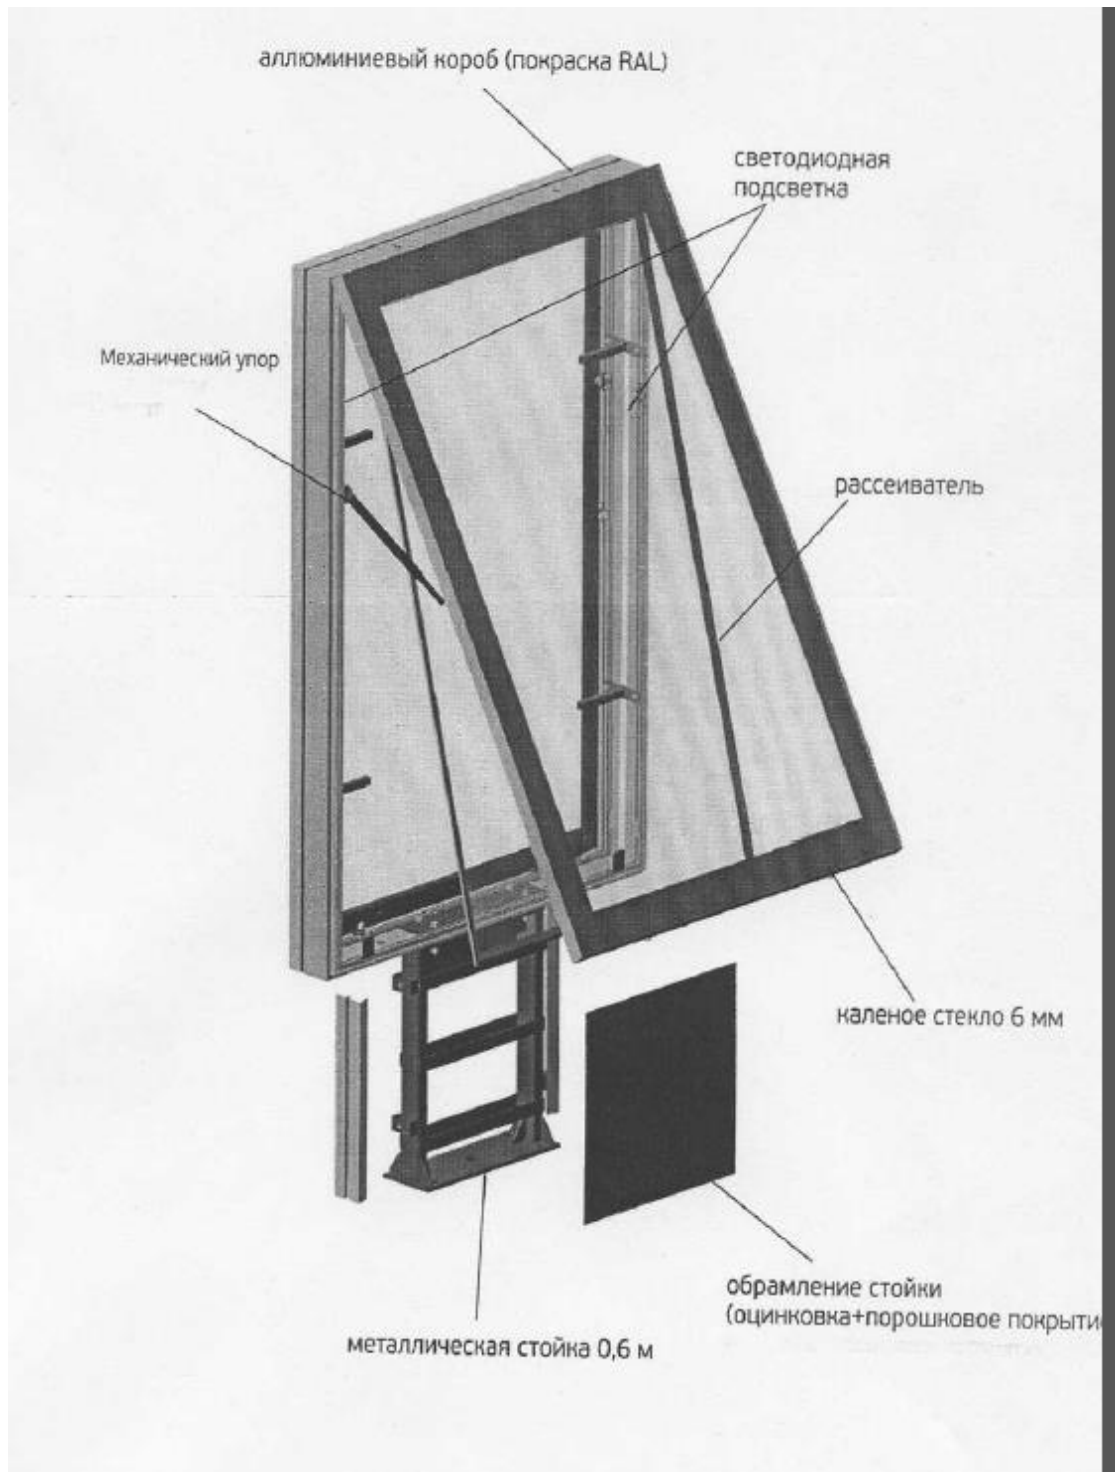 аллюминиевый короб (покраска RAL)
светодиодная
подсветка
Механический упор
рассеиватель
каленое стекло 6 мм
обрамление стойки
(оцинковка+порошковое покрытие
металлическая стойка 0,6 м